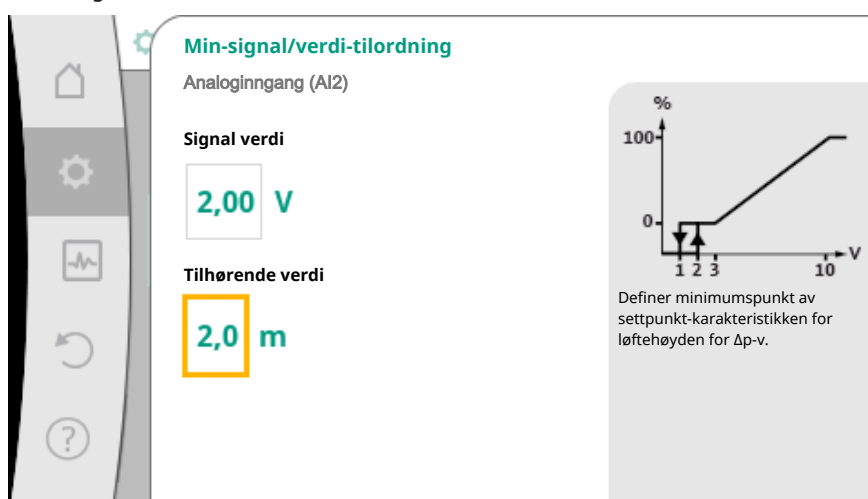 Min-signal/verdi-tilordning
Analoginngang (AI2)
Signal verdi
2,00 V
Tilhørende verdi
2,0 m
%
100
0
V
1 2 3 10
Definer minimumspunkt av
settpunkt-karakteristikken for
løftehøyden for Δp-v.
?